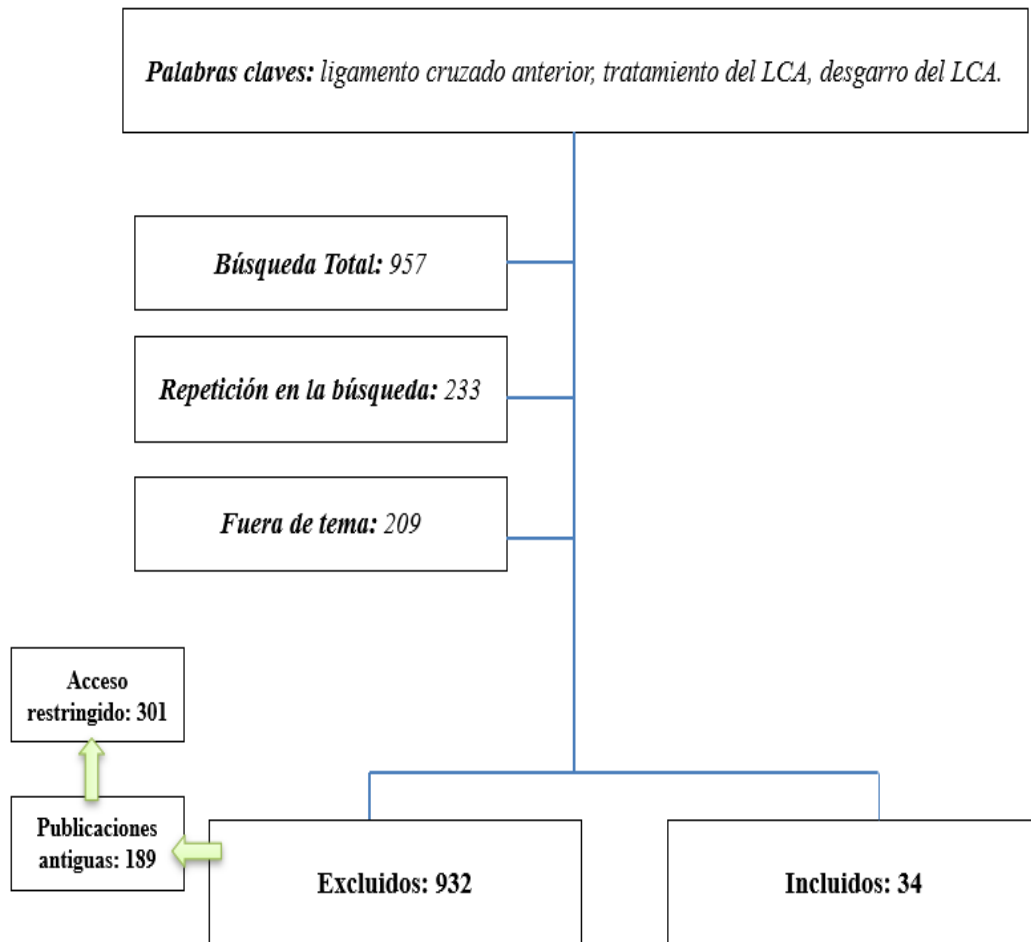 Palabras claves: ligamento cruzado anterior, tratamiento del LCA, desgarro del LCA.
Búsqueda Total: 957
Repetición en la búsqueda: 233
Fuera de tema: 209
Acceso
restringido: 301
Publicaciones
antiguas: 189
Excluidos: 932
Incluidos: 34